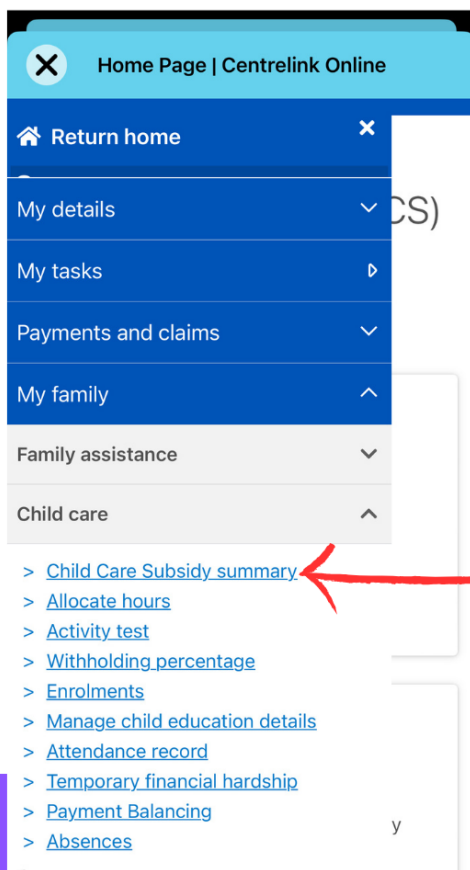 Home Page | Centrelink Online
Return home
CS)
My details
My tasks
Payments and claims
My family
Family assistance
Child care
> Child Care Subsidy summary
> Allocate hours
> Activity test
> Withholding percentage
> Enrolments
> Manage child education details
> Attendance record
> Temporary financial hardship
> Payment Balancing
y
> Absences